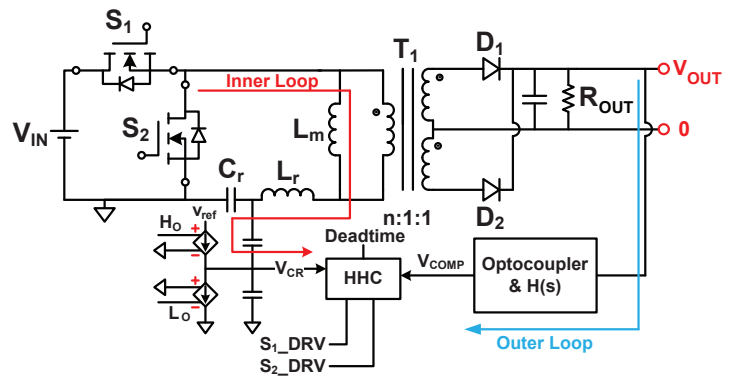 S1
T1
D1
Inner Loop
VOUT
VIN
S2
Lm
ROUT
0
Cr
Lr
D2
n:1:1
vref
HO
+
-
Deadtime
VCR
HHC
VCOMP
Optocoupler
& H(s)
+
-
LO
S1_DRV
S2_DRV
Outer Loop